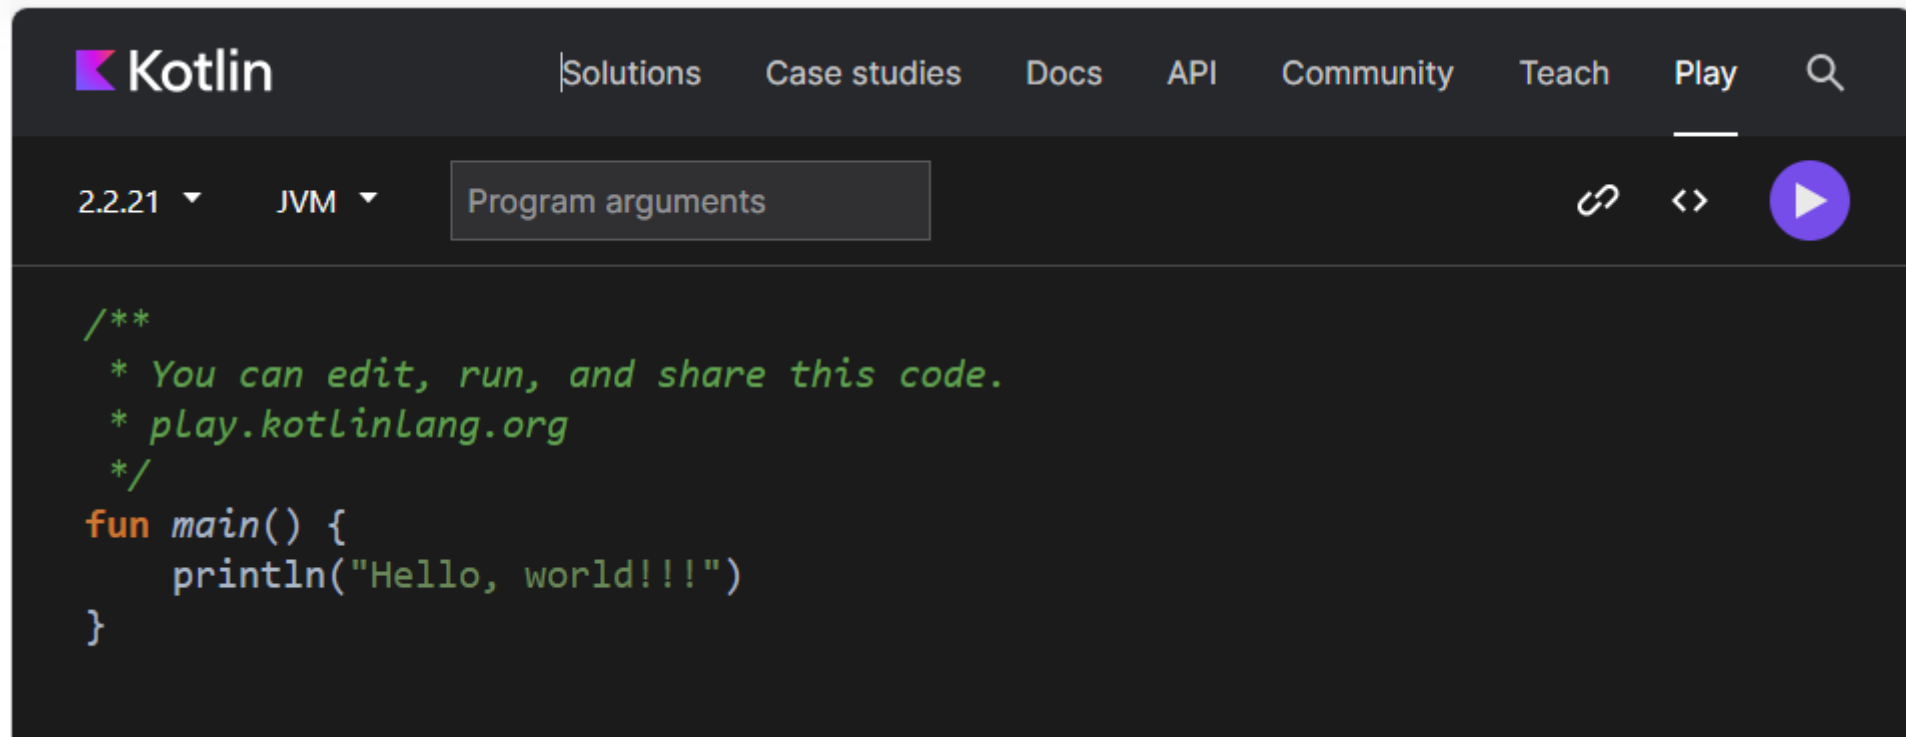 Kotlin Solutions Case studies Docs API Community Teach Play
2.2.21 JVM Program arguments
/**
 * You can edit, run, and share this code.
 * play.kotlinlang.org
 */
fun main() {
    println("Hello, world!!!")
}